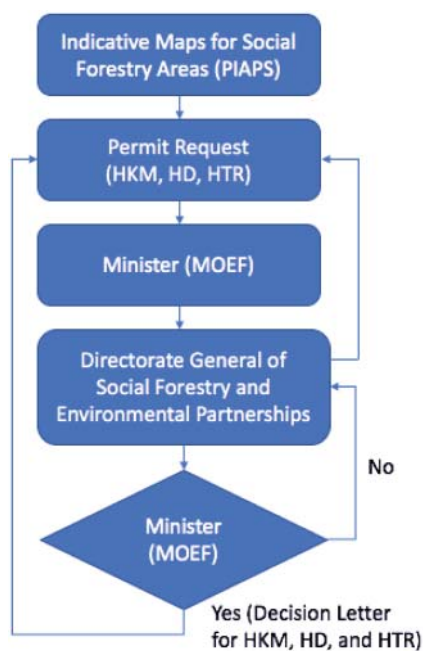 Indicative Maps for Social
Forestry Areas (PIAPS)
Permit Request
(HKM, HD, HTR)
Minister (MOEF)
Directorate General of
Social Forestry and
Environmental Partnerships
No
Minister
(MOEF)
Yes (Decision Letter
for HKM, HD, and HTR)